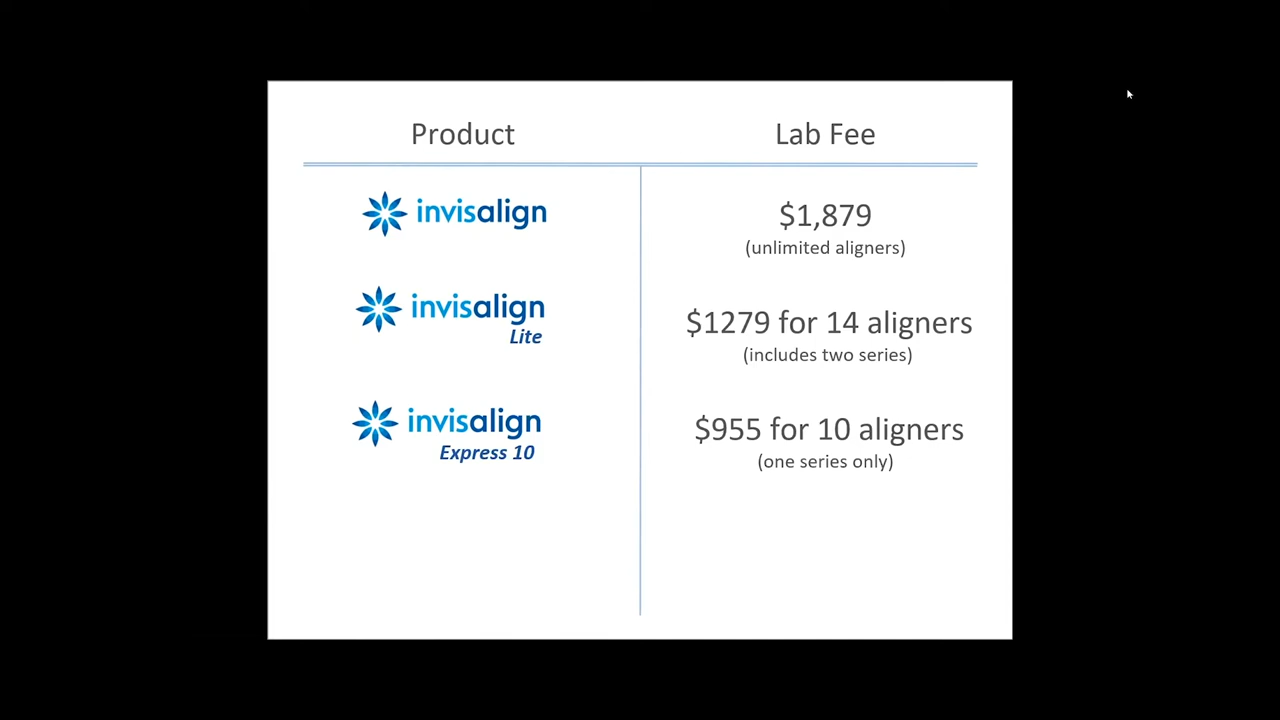 Product
Lab Fee
invisalign
$1,879
(unlimited aligners)
invisalign
Lite
$1279 for 14 aligners
(includes two series)
invisalign
Express 10
$955 for 10 aligners
(one series only)